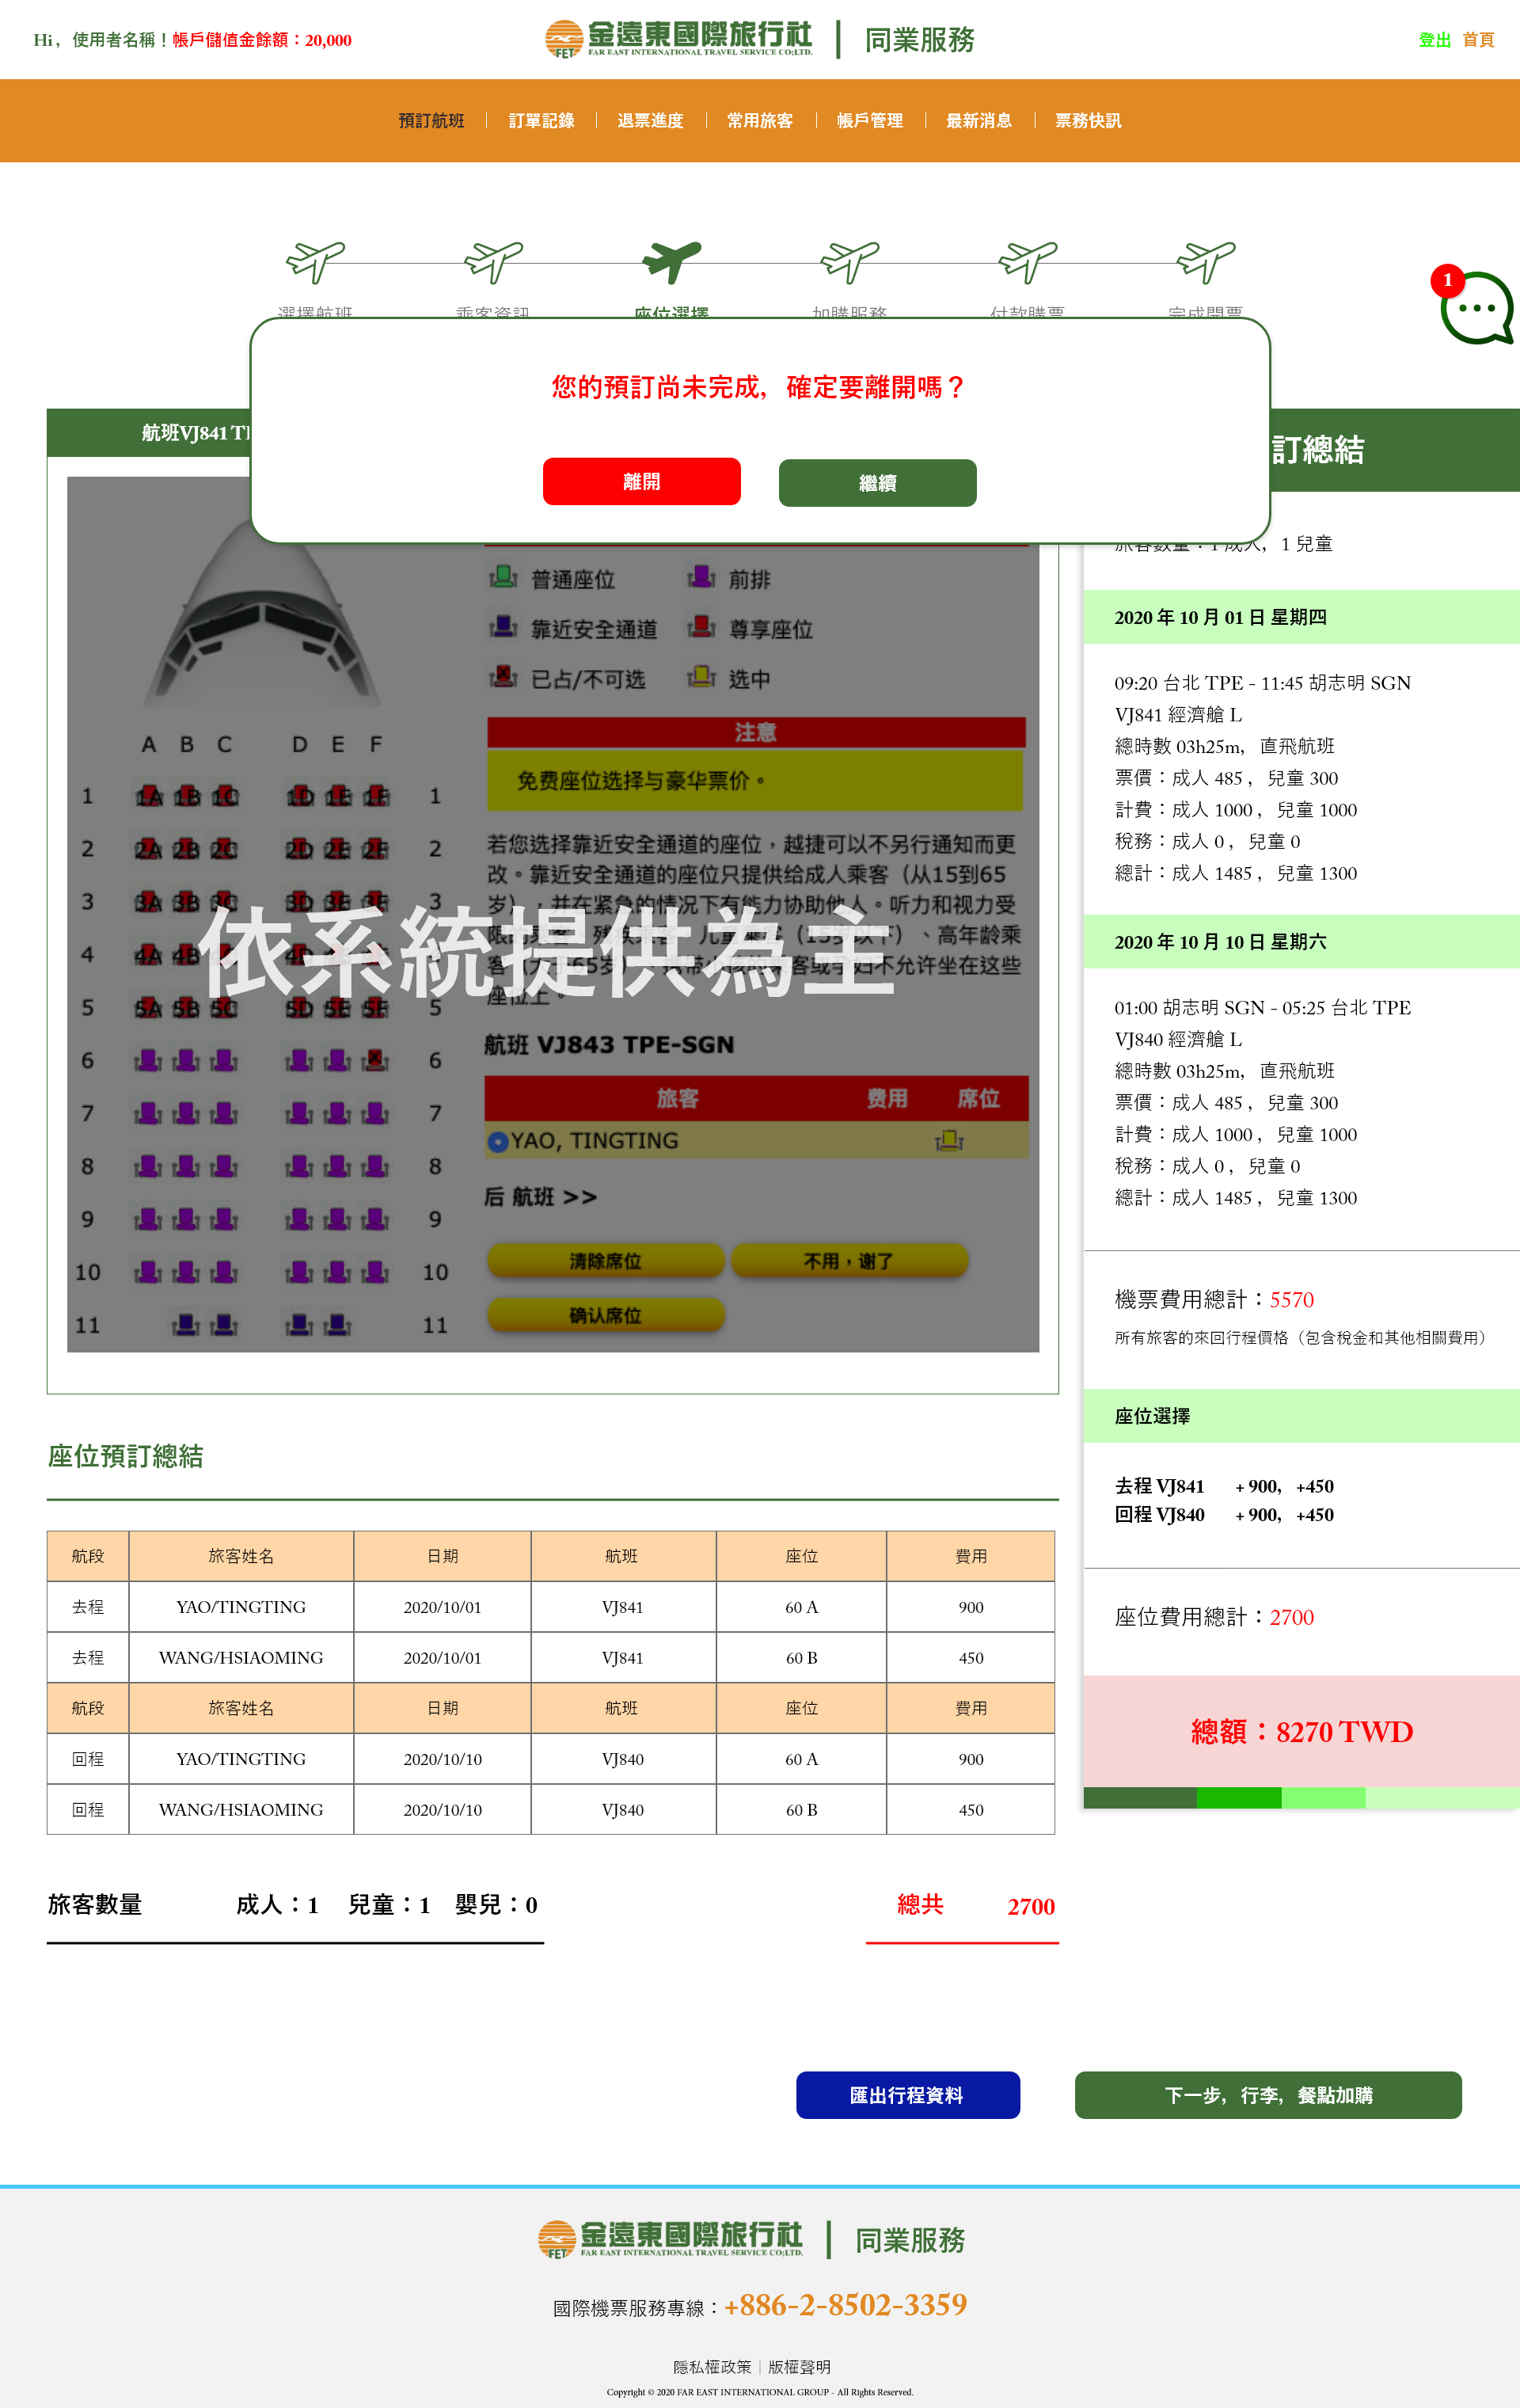 Hi , 使用者名稱！帳戶儲值金餘額：20,000
金遠東國際旅行社
FAR EAST INTERNATIONAL TRAVEL SERVICE CO;LTD.
FET
同業服務
登出 首頁
預訂航班 訂單記錄 退票進度 常用旅客 帳戶管理 最新消息 票務快訊
選擇航班 乘客資訊 座位選擇 加購服務 付款購票 完成開票
1
您的預訂尚未完成，確定要離開嗎？
離開 繼續
航班VJ841
普通座位 前排
靠近安全通道 尊享座位
已占/不可选 选中
注意
免费座位选择与豪华票价。
若您选择靠近安全通道的座位，越捷可以不另行通知而更
改。靠近安全通道的座位只提供给成人乘客（从15到65
岁），并在紧急的情况下有能力协助他人。听力和视力受
座位上。
航班 VJ843 TPE-SGN
旅客 费用 席位
YAO, TINGTING
后 航班 >>
清除席位 不用，谢了
确认席位
A B C D E F
1 1A 1B 1C 1D 1E 1F 1
2 2A 2B 2C 2D 2E 2F 2
3 3A 3B 3C 3D 3E 3F 3
4 4A 4B 4
5 5A 5B 5C 5D 5E 5F 5
6 6
7 7
8 8
9 9
10 10
11 11
依系統提供為主
訂總結
旅客數量：1 成人，1 兒童
2020 年 10 月 01 日 星期四
09:20 台北 TPE - 11:45 胡志明 SGN
VJ841 經濟艙 L
總時數 03h25m，直飛航班
票價：成人 485 , 兒童 300
計費：成人 1000 , 兒童 1000
稅務：成人 0 , 兒童 0
總計：成人 1485 , 兒童 1300
2020 年 10 月 10 日 星期六
01:00 胡志明 SGN - 05:25 台北 TPE
VJ840 經濟艙 L
總時數 03h25m，直飛航班
票價：成人 485 , 兒童 300
計費：成人 1000 , 兒童 1000
稅務：成人 0 , 兒童 0
總計：成人 1485 , 兒童 1300
機票費用總計：5570
所有旅客的來回行程價格（包含稅金和其他相關費用）
座位選擇
去程 VJ841 + 900，+450
回程 VJ840 + 900，+450
座位費用總計：2700
總額：8270 TWD
座位預訂總結
航段 旅客姓名 日期 航班 座位 費用
去程 YAO/TINGTING 2020/10/01 VJ841 60 A 900
去程 WANG/HSIAOMING 2020/10/01 VJ841 60 B 450
航段 旅客姓名 日期 航班 座位 費用
回程 YAO/TINGTING 2020/10/10 VJ840 60 A 900
回程 WANG/HSIAOMING 2020/10/10 VJ840 60 B 450
旅客數量 成人：1 兒童：1 嬰兒：0
總共 2700
匯出行程資料 下一步，行李，餐點加購
金遠東國際旅行社
FAR EAST INTERNATIONAL TRAVEL SERVICE CO;LTD.
FET
同業服務
國際機票服務專線：+886-2-8502-3359
隱私權政策｜版權聲明
Copyright © 2020 FAR EAST INTERNATIONAL GROUP - All Rights Reserved.